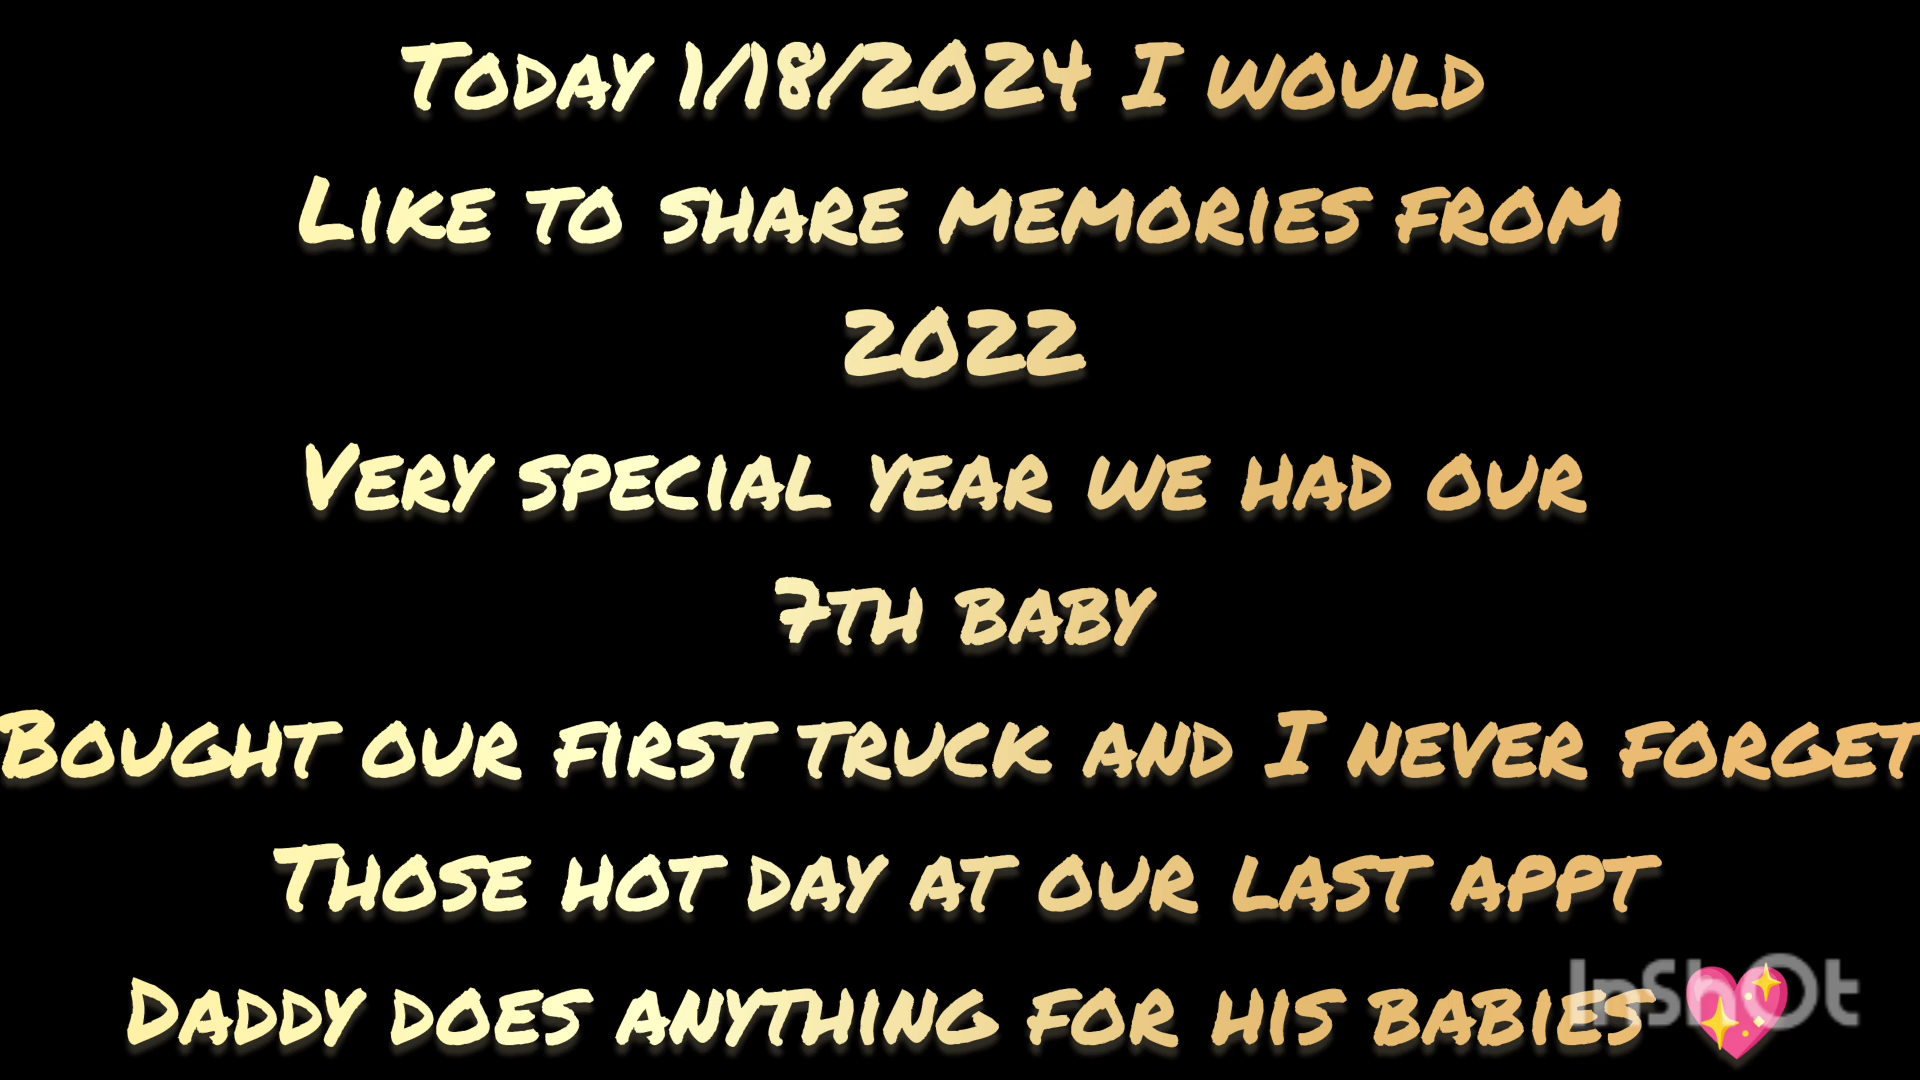 Today 1/18/2024 I would
Like to share memories from
2022
Very special year we had our
7th baby
Bought our first truck and I never forget
Those hot day at our last appt
Daddy does anything for his babies 💖
InShOt